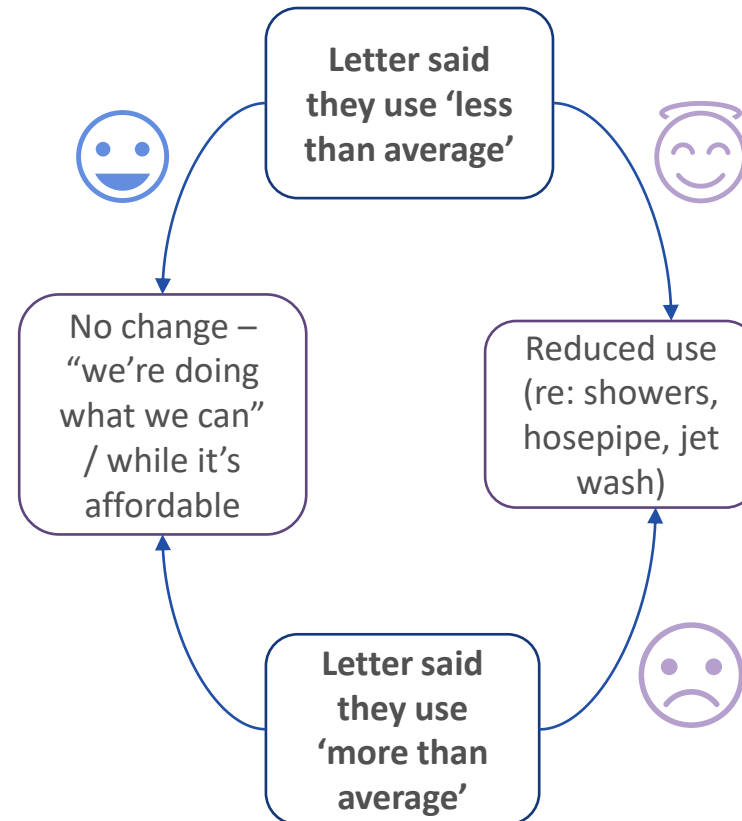 Letter said
they use ‘less
than average’
No change –
“we’re doing
what we can”
/ while it’s
affordable
Reduced use
(re: showers,
hosepipe, jet
wash)
Letter said
they use
‘more than
average’